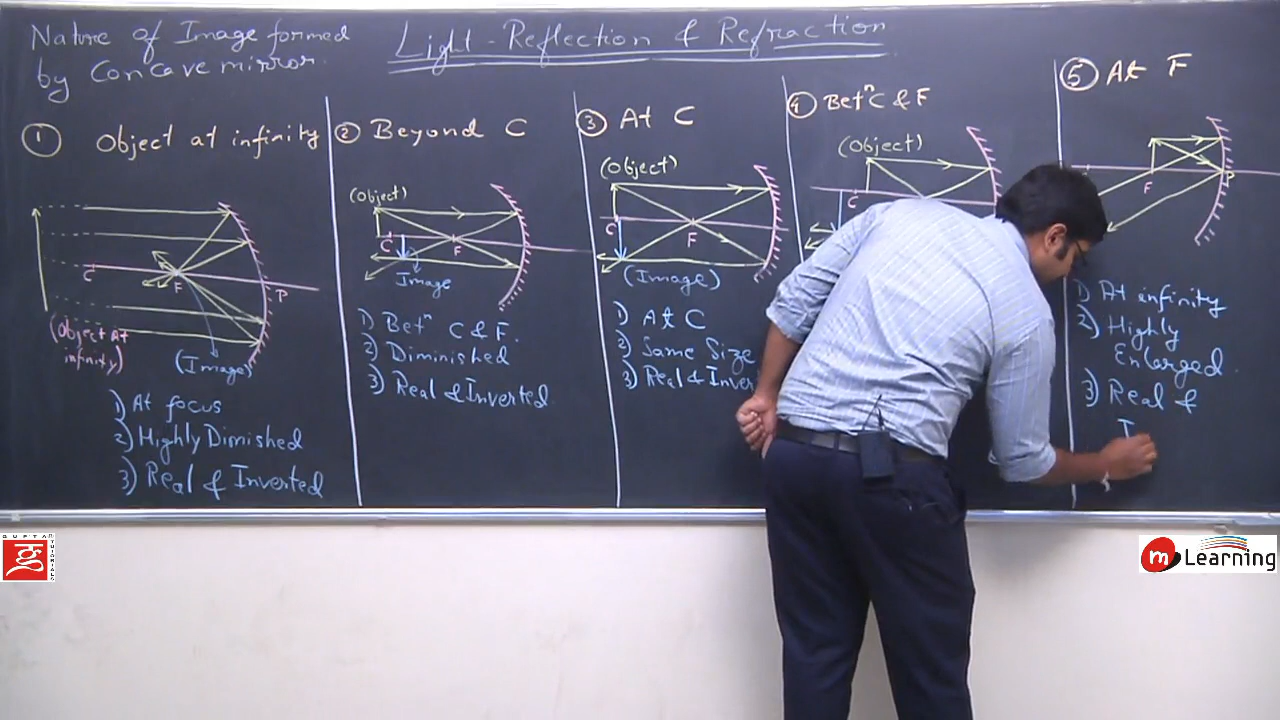 Nature of Image formed
by Concave mirror.
Light - Reflection & Refraction
① Object at infinity
C
F
P
(Object At
infinity)
(Image)
1) At focus
2) Highly Dimished
3) Real & Inverted
② Beyond C
(Object)
C
F
Image
1) Betⁿ C & F.
2) Diminished
3) Real & Inverted
③ At C
(Object)
C
F
(Image)
1) At C
2) Same Size
3) Real & Inver
④ Betⁿ C & F
(Object)
C
⑤ At F
F
P
1) At infinity
2) Highly
Enlarged.
3) Real &
I
GUPTA
TUTORIALS
m Learning